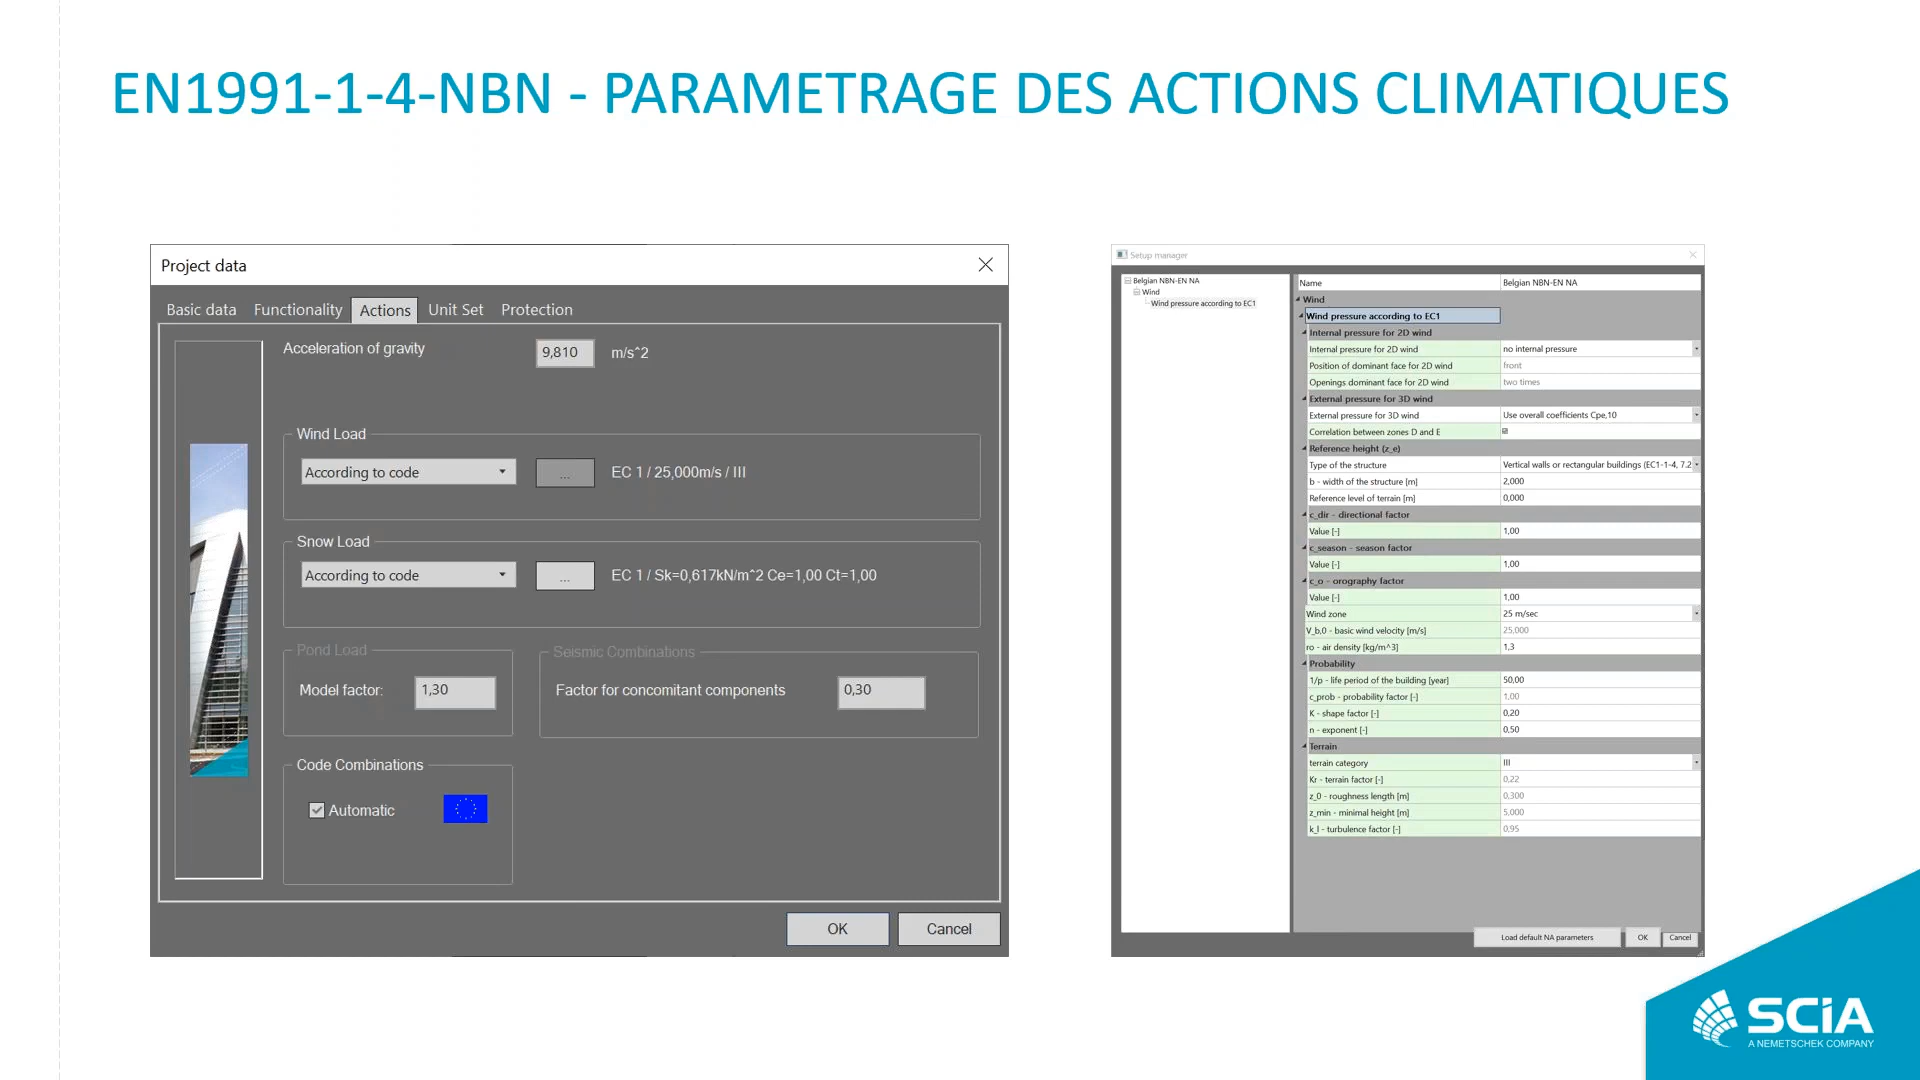 EN1991-1-4-NBN - PARAMETRAGE DES ACTIONS CLIMATIQUES
Project data
Basic data Functionality Actions Unit Set Protection
Acceleration of gravity 9,810 m/s^2
Wind Load
According to code ... EC 1 / 25,000m/s / III
Snow Load
According to code ... EC 1 / Sk=0,617kN/m^2 Ce=1,00 Ct=1,00
Pond Load
Model factor: 1,30
Seismic Combinations
Factor for concomitant components 0,30
Code Combinations
Automatic
OK Cancel
Setup manager
Belgian NBN-EN NA
Wind
Wind pressure according to EC1
Name Belgian NBN-EN NA
Wind
Wind pressure according to EC1
Internal pressure for 2D wind
Internal pressure for 2D wind no internal pressure
Position of dominant face for 2D wind front
Openings dominant face for 2D wind two times
External pressure for 3D wind
External pressure for 3D wind Use overall coefficients Cpe,10
Correlation between zones D and E
Reference height (z_e)
Type of the structure Vertical walls or rectangular buildings (EC1-1-4, 7.2
b - width of the structure [m] 2,000
Reference level of terrain [m] 0,000
c_dir - directional factor
Value [-] 1,00
c_season - season factor
Value [-] 1,00
c_o - orography factor
Value [-] 1,00
Wind zone 25 m/sec
V_b,0 - basic wind velocity [m/s] 25,000
ro - air density [kg/m^3] 1,3
Probability
1/p - life period of the building [year] 50,00
c_prob - probability factor [-] 1,00
K - shape factor [-] 0,20
n - exponent [-] 0,50
Terrain
terrain category III
Kr - terrain factor [-] 0,22
z_0 - roughness length [m] 0,300
z_min - minimal height [m] 5,000
k_I - turbulence factor [-] 0,95
Load default NA parameters OK Cancel
SCIA
A NEMETSCHEK COMPANY